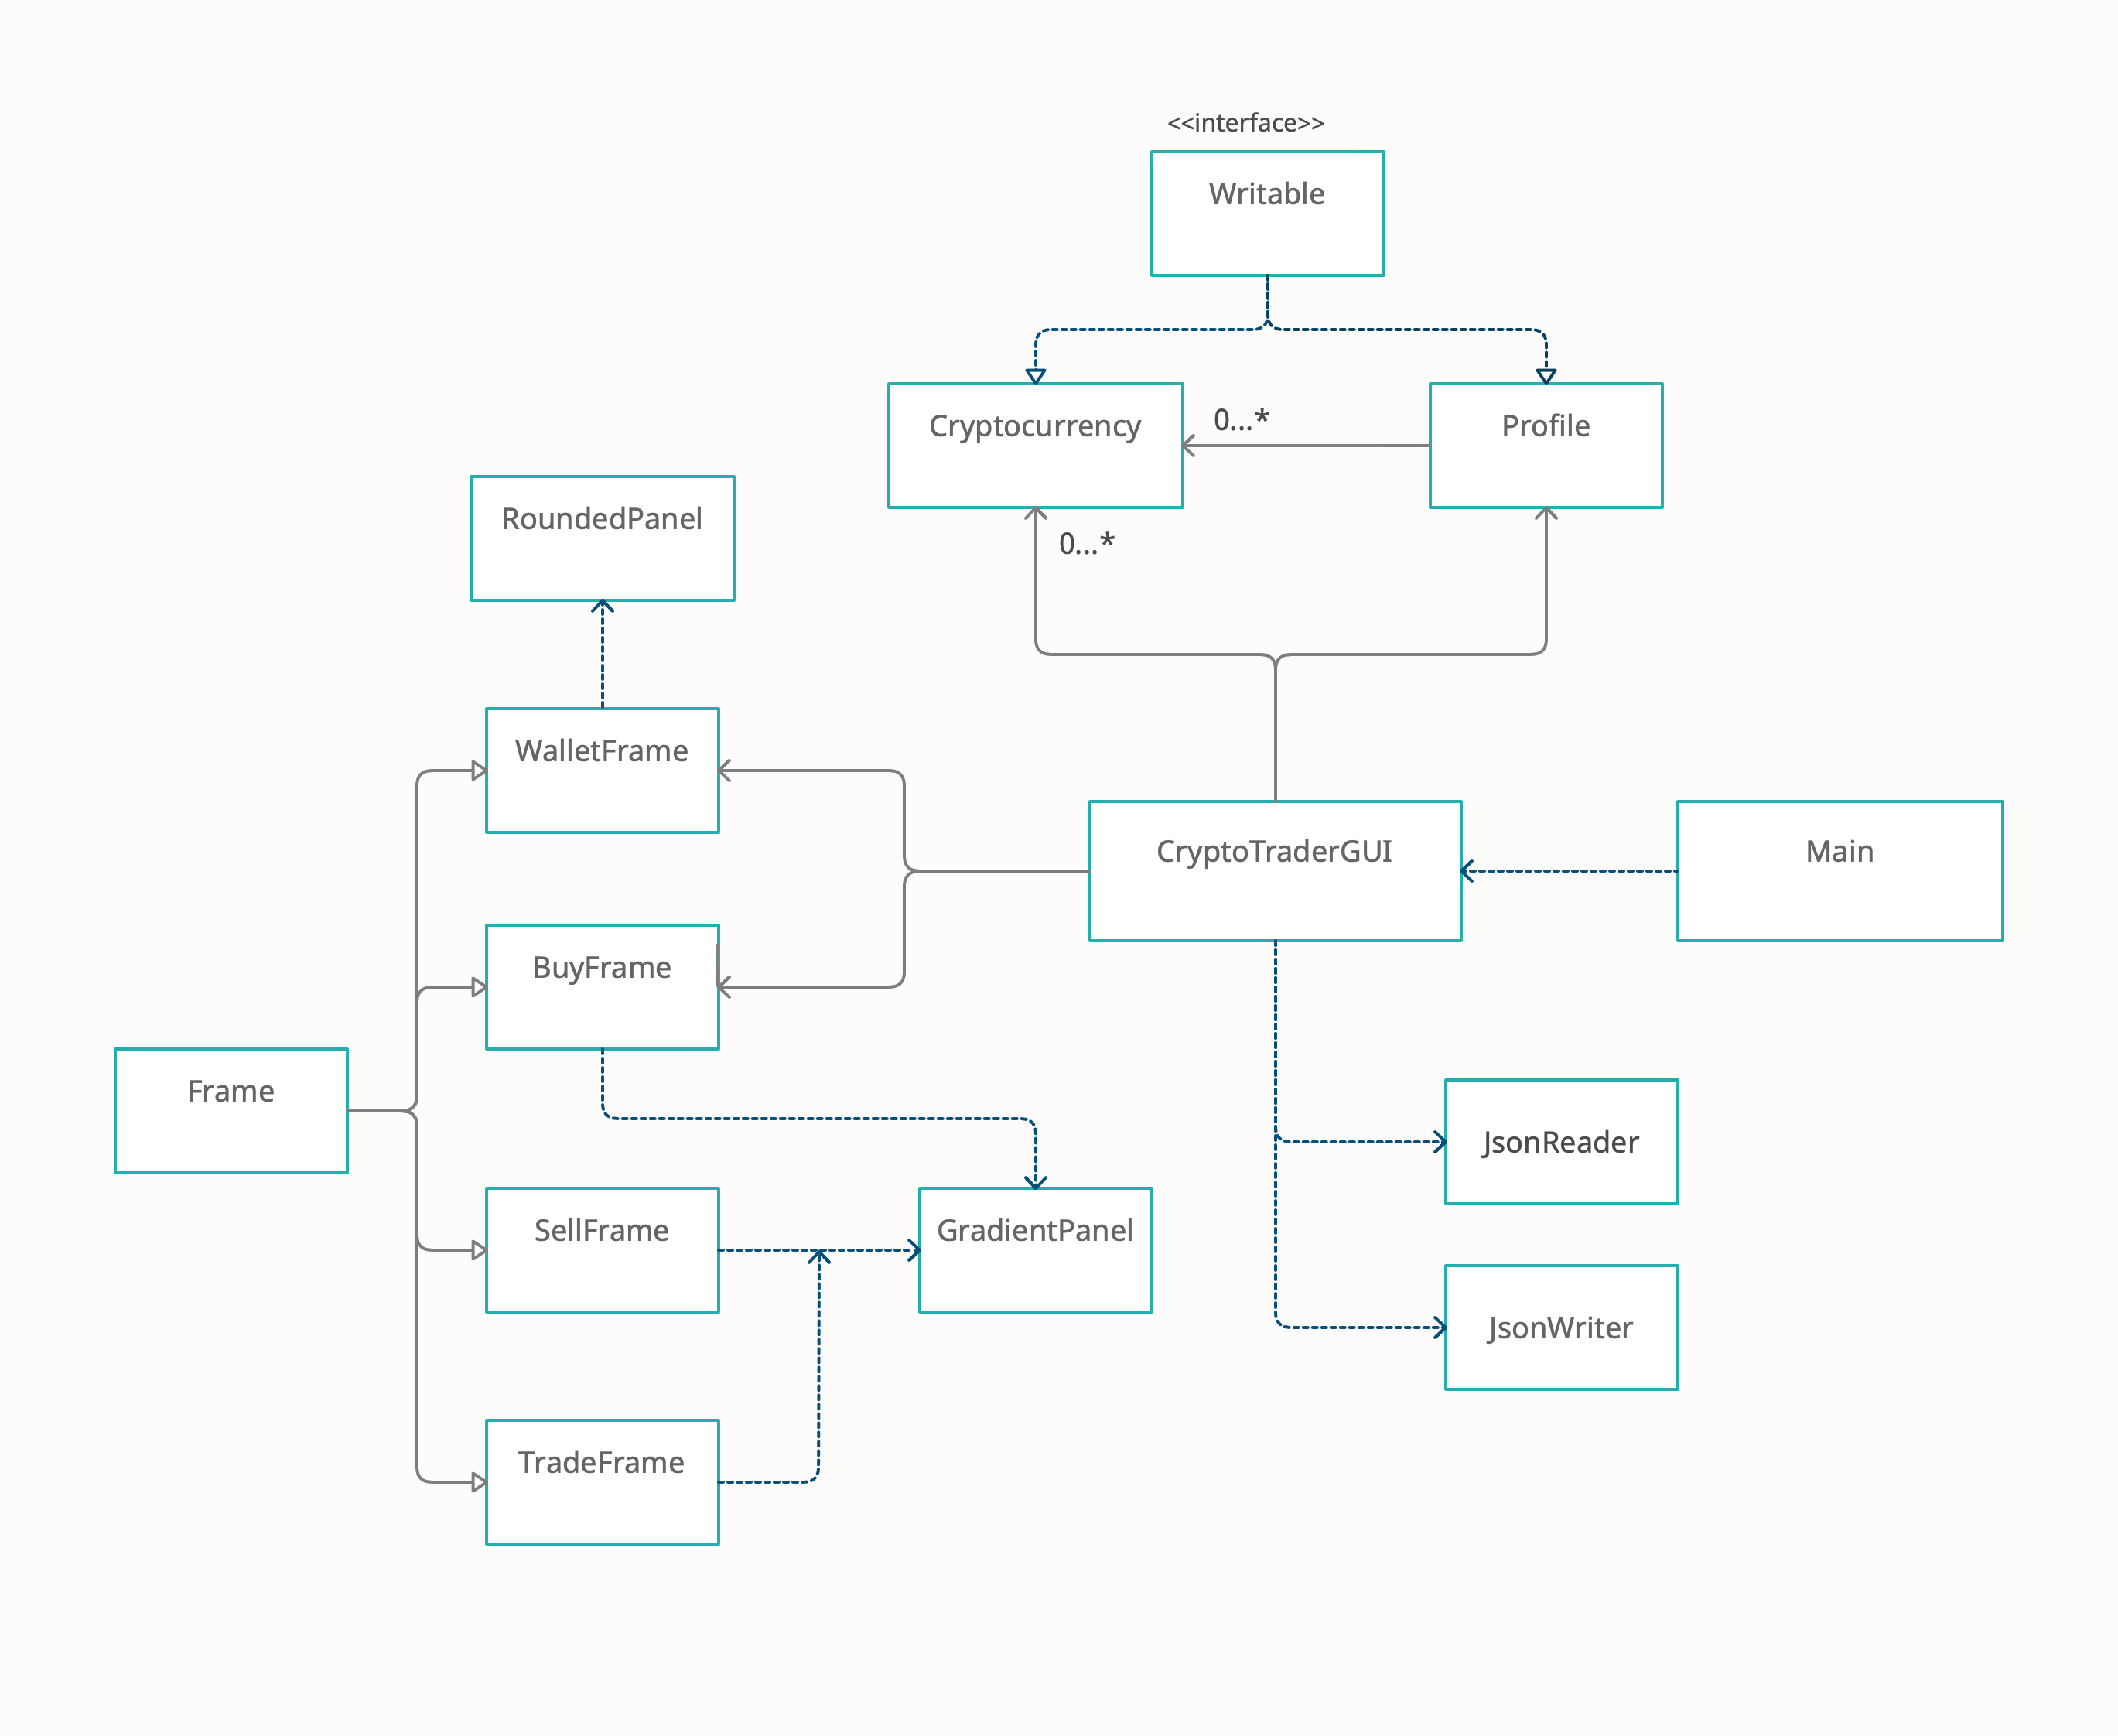 <<interface>>
Writable
Cryptocurrency
0...*
Profile
RoundedPanel
0...*
WalletFrame
CryptoTraderGUI
Main
BuyFrame
Frame
JsonReader
SellFrame
GradientPanel
JsonWriter
TradeFrame